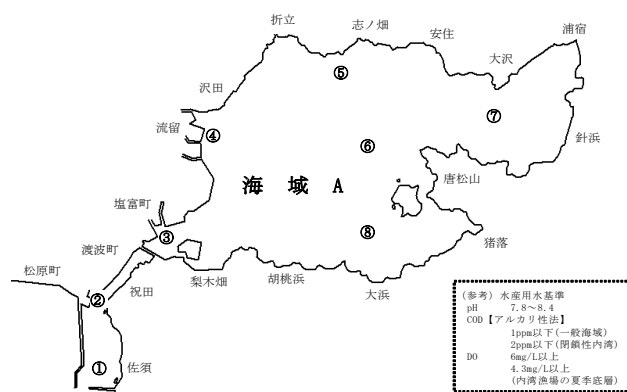 浦宿
折立
志ノ畑
安住
大沢
⑤
沢田
⑦
流留
④
⑥
針浜
海 域 A
唐松山
塩富町
③
⑧
猪落
渡波町
松原町
祝田
梨木畑
胡桃浜
大浜
②
①
佐須
(参考) 水産用水基準
pH 7.8～8.4
COD【アルカリ性法】
1ppm以下(一般海域)
2ppm以下(閉鎖性内湾)
DO 6mg/L以上
4.3mg/L以上
(内湾漁場の夏季底層)